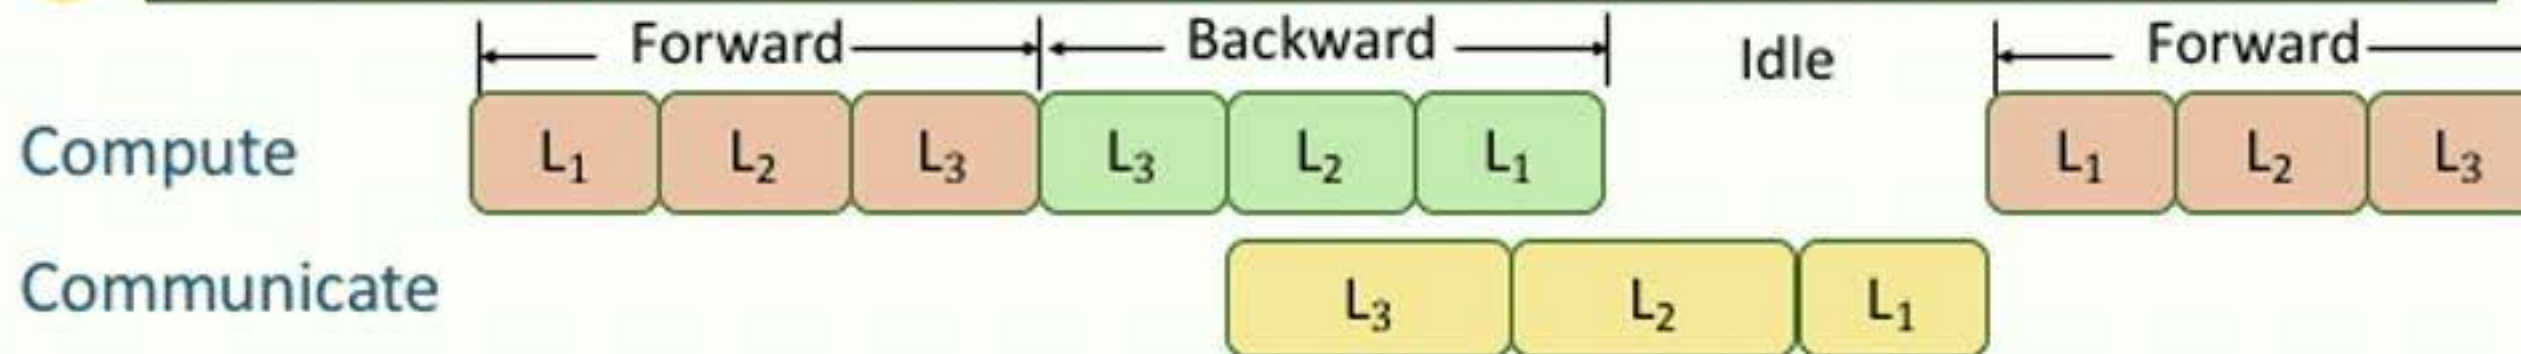 Forward Backward Idle Forward
Compute L₁ L₂ L₃ L₃ L₂ L₁ L₁ L₂ L₃
Communicate L₃ L₂ L₁